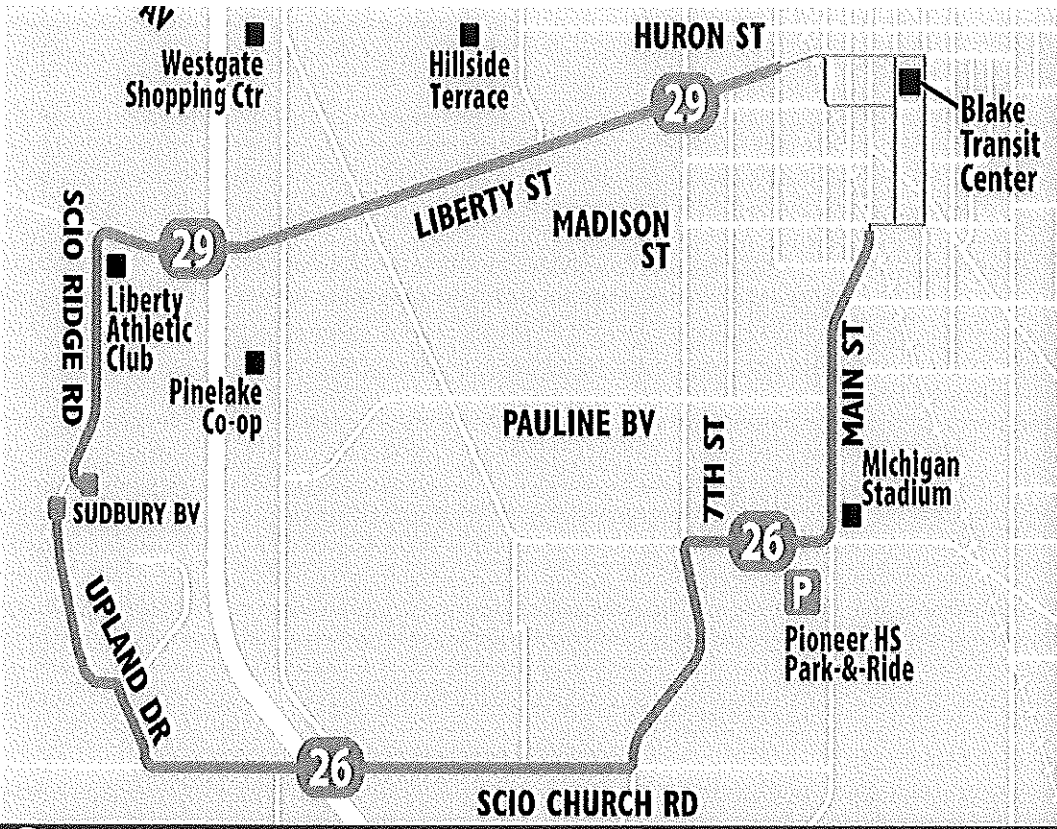 AV
Westgate
Shopping Ctr
Hillside
Terrace
HURON ST
29
Blake
Transit
Center
LIBERTY ST
MADISON
ST
SCIO RIDGE RD
29
Liberty
Athletic
Club
Pinelake
Co-op
PAULINE BV
7TH ST
MAIN ST
Michigan
Stadium
SUDBURY BV
26
P
Pioneer HS
Park-&-Ride
UPLAND DR
26
SCIO CHURCH RD